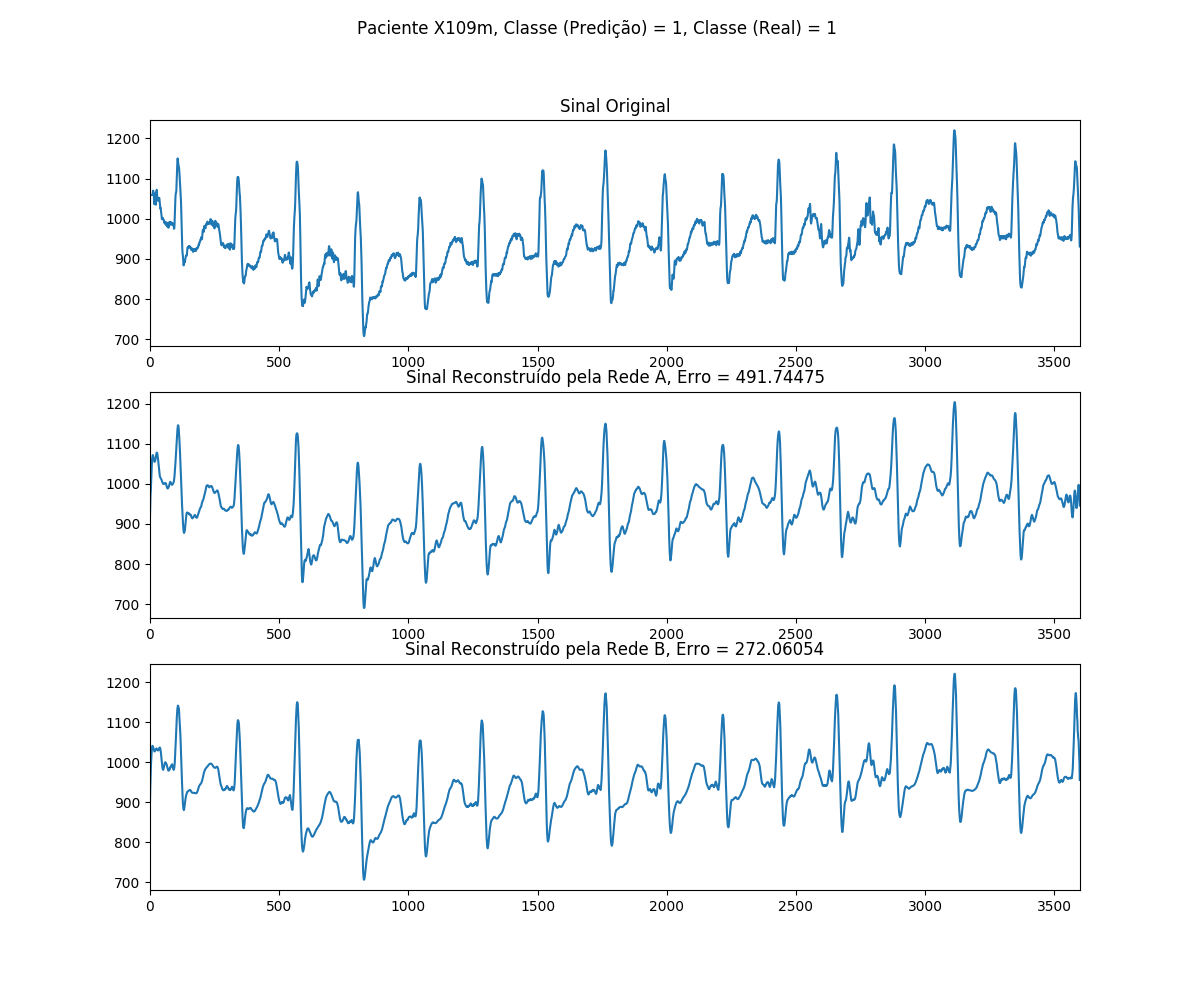 Paciente X109m, Classe (Predição) = 1, Classe (Real) = 1
Sinal Original
1200
1100
1000
900
800
700
0 500 1000 1500 2000 2500 3000 3500
Sinal Reconstruído pela Rede A, Erro = 491.74475
1200
1100
1000
900
800
700
0 500 1000 1500 2000 2500 3000 3500
Sinal Reconstruído pela Rede B, Erro = 272.06054
1200
1100
1000
900
800
700
0 500 1000 1500 2000 2500 3000 3500